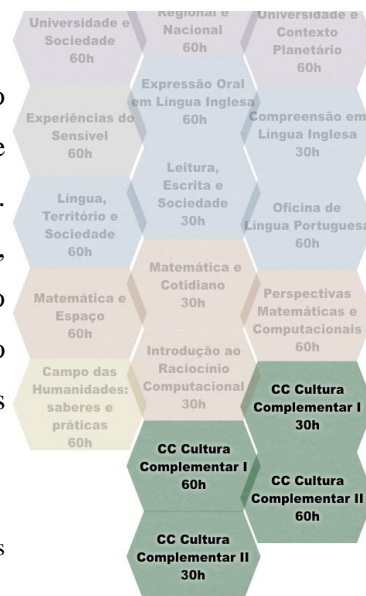 Universidade e
Sociedade
60h
Regional e
Nacional
60h
Universidade e
Contexto
Planetário
60h
Experiências do
Sensível
60h
Expressão Oral
em Língua Inglesa
60h
Compreensão em
Língua Inglesa
30h
Língua,
Território e
Sociedade
60h
Leitura,
Escrita e
Sociedade
30h
Oficina de
Língua Portuguesa
60h
Matemática e
Espaço
60h
Matemática e
Cotidiano
30h
Perspectivas
Matemáticas e
Computacionais
60h
Campo das
Humanidades:
saberes e
práticas
60h
Introdução ao
Raciocínio
Computacional
30h
CC Cultura
Complementar I
30h
CC Cultura
Complementar I
60h
CC Cultura
Complementar II
60h
CC Cultura
Complementar II
30h